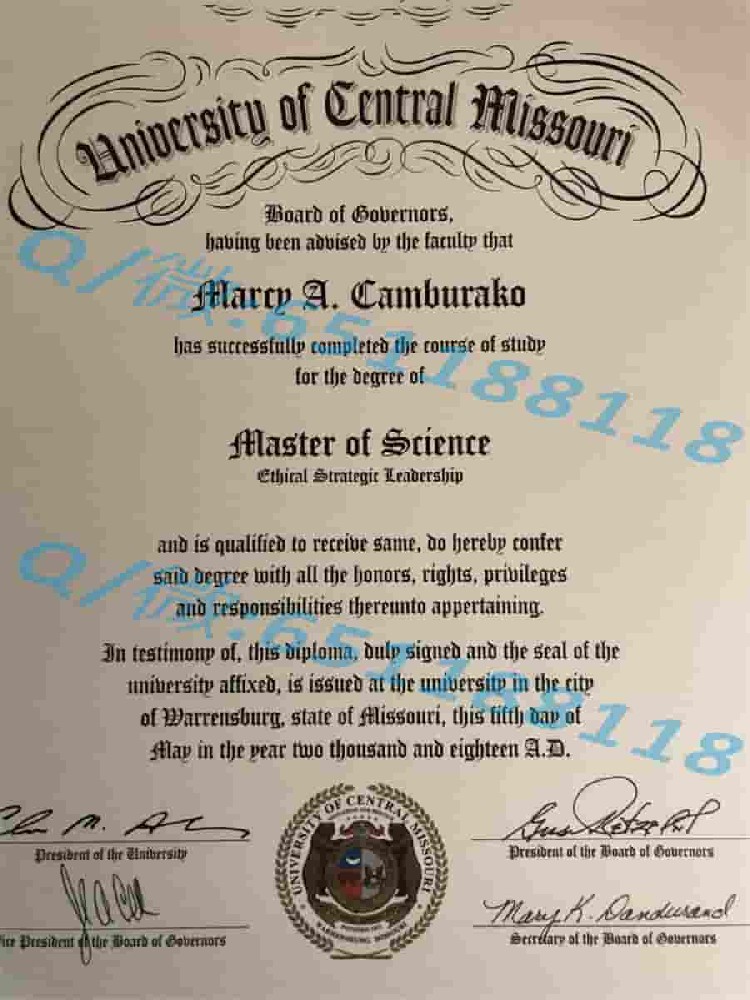 University of Central Missouri
Board of Governors,
having been advised by the faculty that
Marcy A. Camburako
has successfully completed the course of study
for the degree of
Master of Science
Ethical Strategic Leadership
and is qualified to receive same, do hereby confer
said degree with all the honors, rights, privileges
and responsibilities thereunto appertaining.
In testimony of, this diploma, duly signed and the seal of the
university affixed, is issued at the university in the city
of Warrensburg, state of Missouri, this fifth day of
May in the year two thousand and eighteen A.D.
President of the University
President of the Board of Governors
UNIVERSITY OF CENTRAL MISSOURI
WARRENSBURG, MISSOURI
Mary K. Dandurand
Vice President of the Board of Governors
Secretary of the Board of Governors
Q/微:651188118
Q/微:651188118